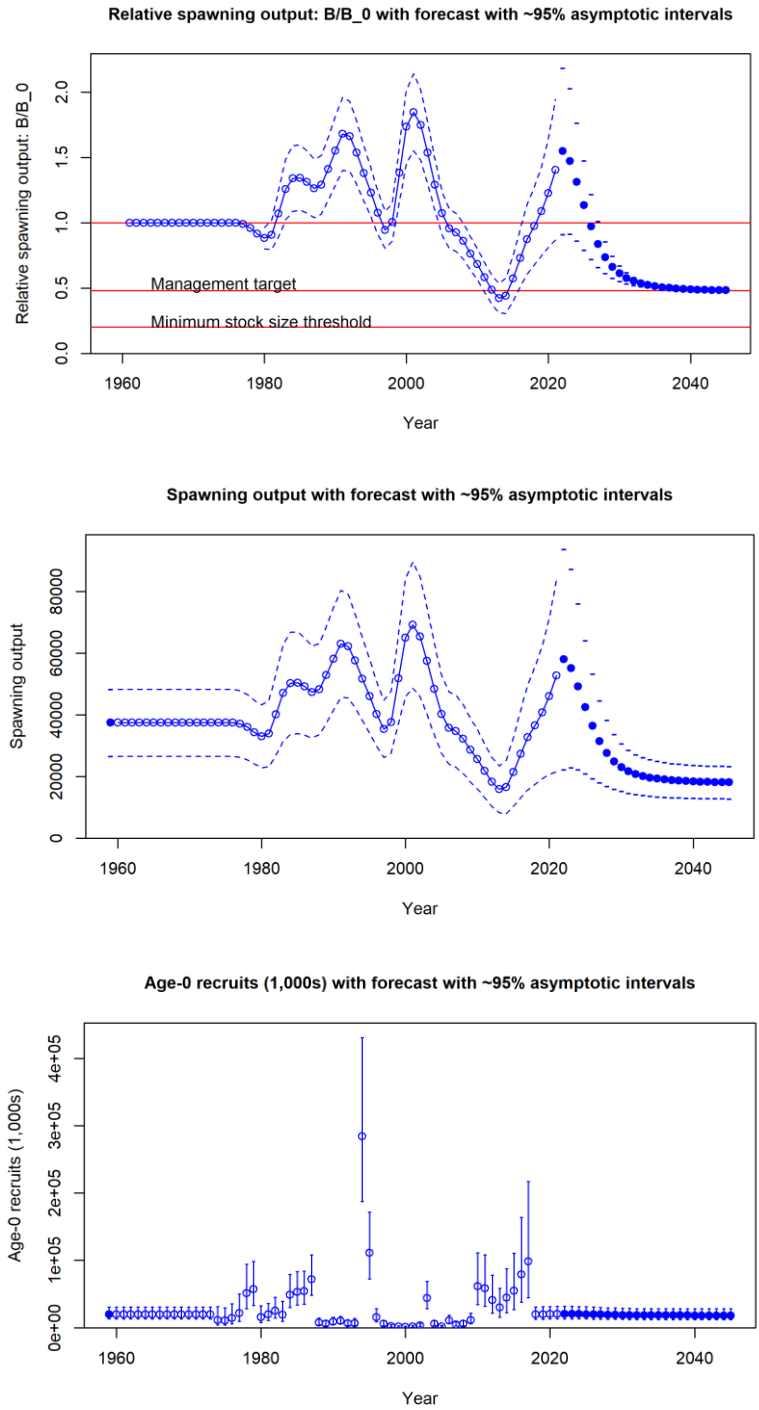 Relative spawning output: B/B_0 with forecast with ~95% asymptotic intervals
Relative spawning output: B/B_0
0.0 0.5 1.0 1.5 2.0
Management target
Minimum stock size threshold
1960 1980 2000 2020 2040
Year
Spawning output with forecast with ~95% asymptotic intervals
Spawning output
0 20000 40000 60000 80000
1960 1980 2000 2020 2040
Year
Age-0 recruits (1,000s) with forecast with ~95% asymptotic intervals
Age-0 recruits (1,000s)
0e+00 1e+05 2e+05 3e+05 4e+05
1960 1980 2000 2020 2040
Year